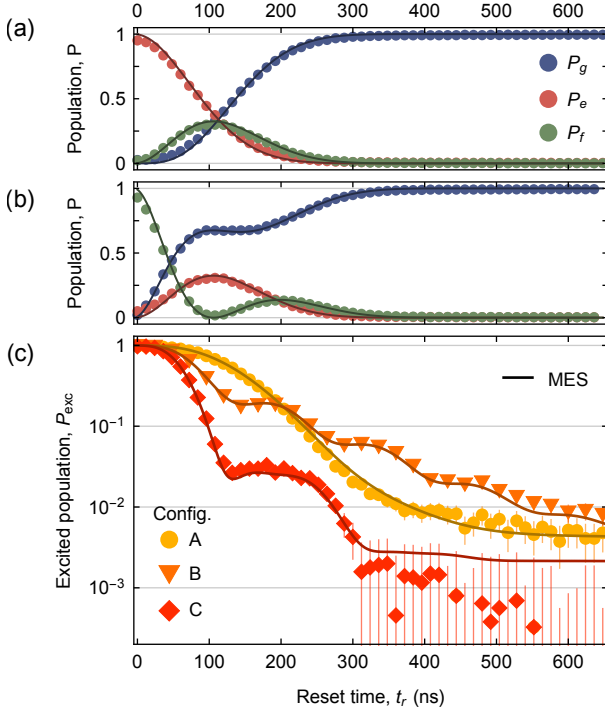 0 100 200 300 400 500 600
(a)
1
0.5
0
Population, P
P_g
P_e
P_f
(b)
1
0.5
0
Population, P
(c)
1
10⁻¹
10⁻²
10⁻³
Excited population, P_exc
MES
Config.
A
B
C
0 100 200 300 400 500 600
Reset time, t_r (ns)